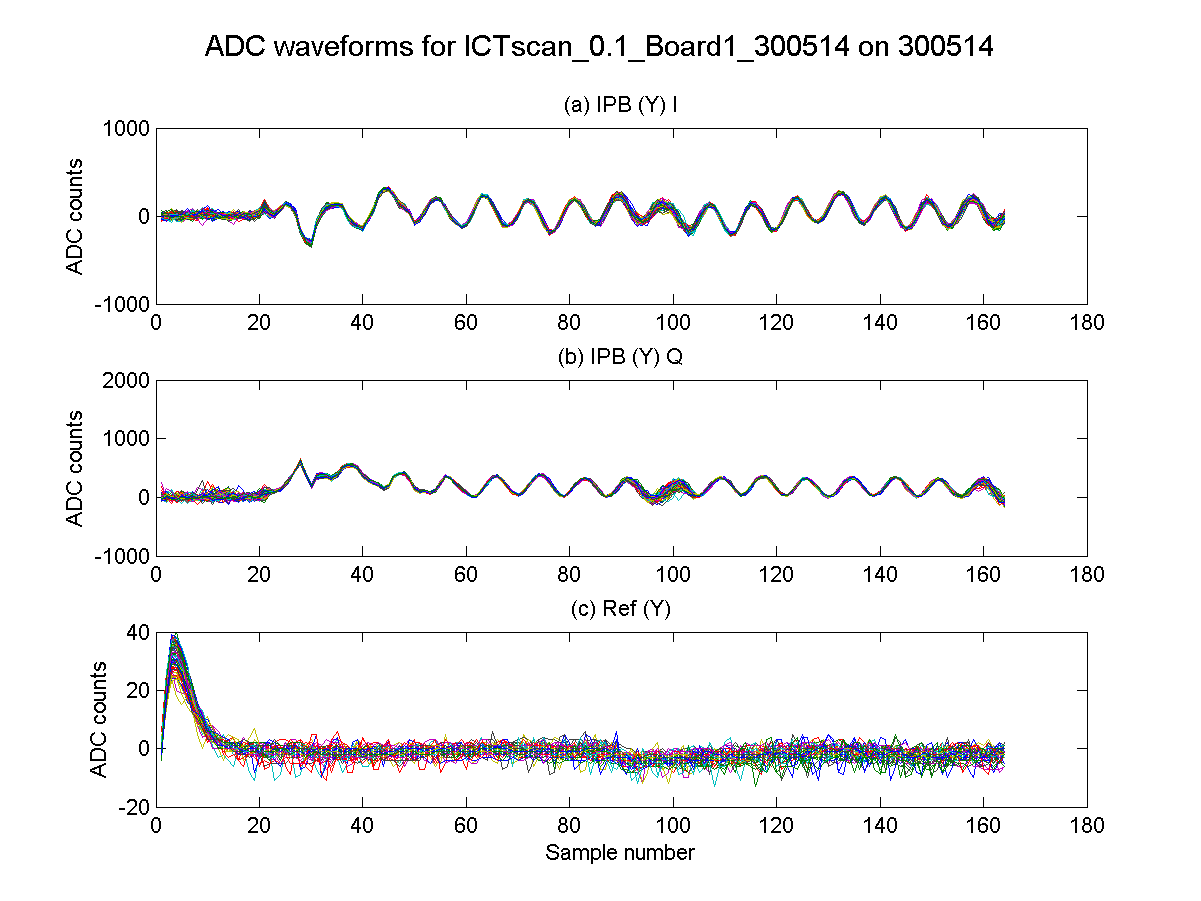 ADC waveforms for ICTscan_0.1_Board1_300514 on 300514
(a) IPB (Y) I
1000
0
-1000
ADC counts
0 20 40 60 80 100 120 140 160 180
(b) IPB (Y) Q
2000
1000
0
-1000
ADC counts
0 20 40 60 80 100 120 140 160 180
(c) Ref (Y)
40
20
0
-20
ADC counts
0 20 40 60 80 100 120 140 160 180
Sample number